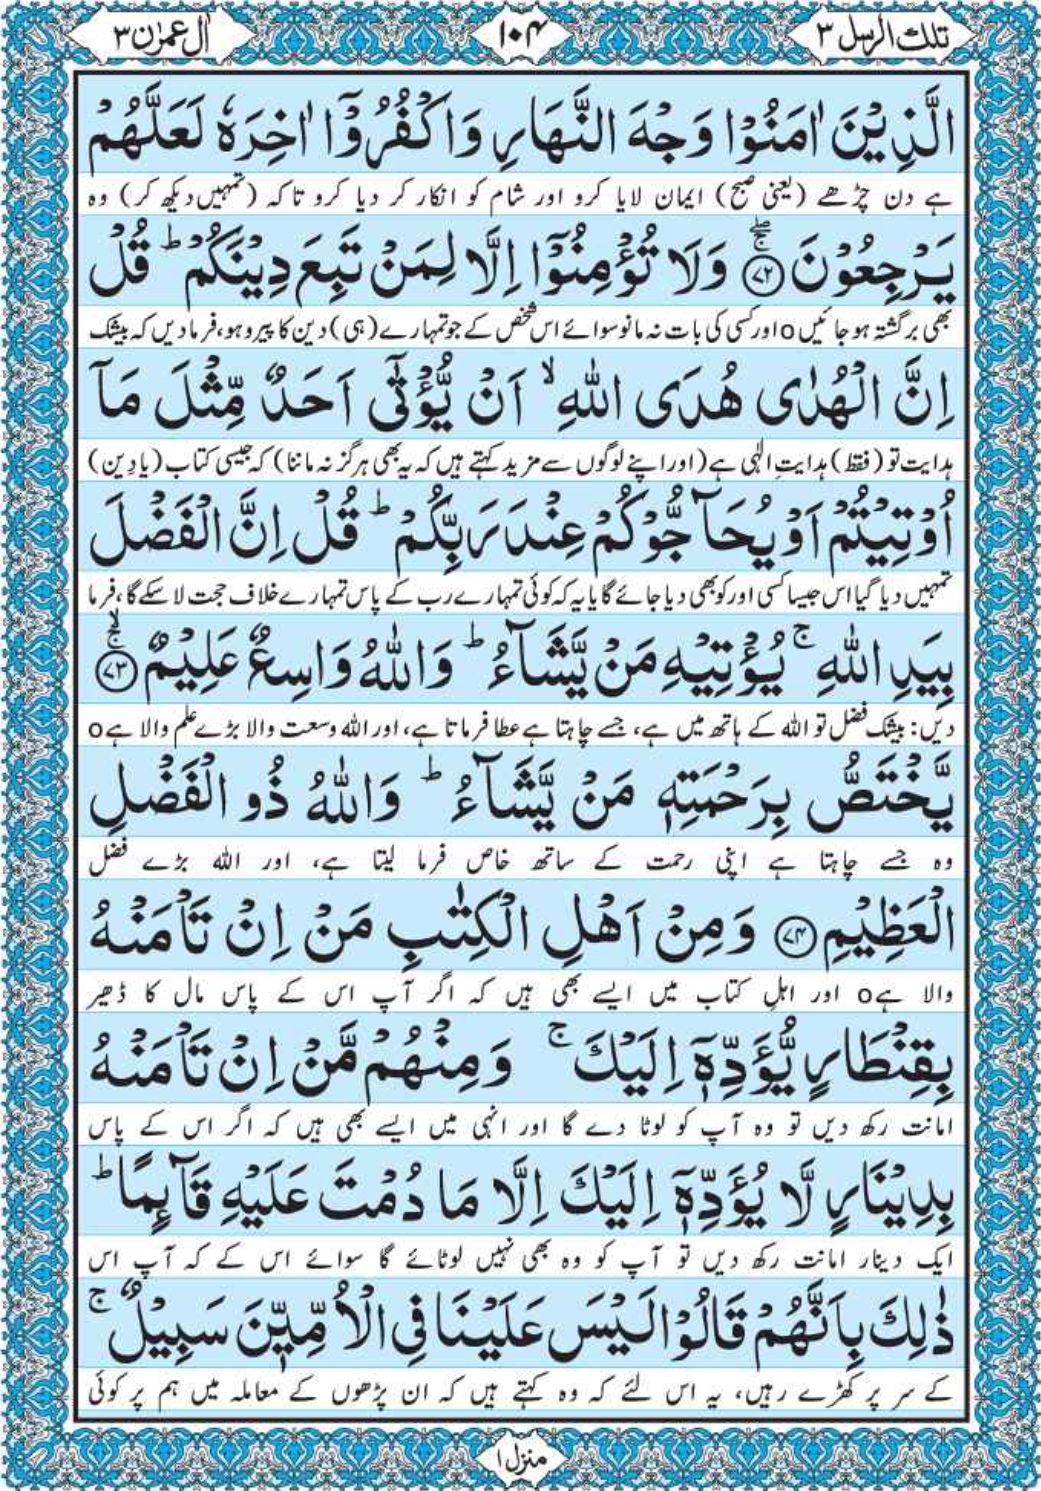 تلك الرسل ٣
١٠٤
اٰل عمرٰن ٣
الَّذِیْنَ اٰمَنُوْا وَجْهَ النَّهَارِ وَاكْفُرُوْۤا اٰخِرَهٗ لَعَلَّهُمْ
ہے دن چڑھے (یعنی صبح) ایمان لایا کرو اور شام کو انکار کر دیا کرو تاکہ (تمہیں دیکھ کر) وہ
یَرْجِعُوْنَ ۚۖ﴿۷۲﴾ وَلَا تُؤْمِنُوْۤا اِلَّا لِمَنْ تَبِعَ دِیْنَكُمْ ؕ قُلْ
بھی برگشتہ ہو جائیں o اور کسی کی بات نہ مانو سوائے اس شخص کے جو تمہارے (ہی) دین کا پیرو ہو، فرما دیں کہ بیشک
اِنَّ الْهُدٰی هُدَی اللّٰهِ ۙ اَنْ یُّؤْتٰۤی اَحَدٌ مِّثْلَ مَاۤ
ہدایت تو (فقط) ہدایتِ الٰہی ہے (اور اپنے لوگوں سے مزید کہتے ہیں کہ یہ بھی ہرگز نہ ماننا) کہ جیسی کتاب (یا دین)
اُوْتِیْتُمْ اَوْ یُحَآجُّوْكُمْ عِنْدَ رَبِّكُمْ ؕ قُلْ اِنَّ الْفَضْلَ
تمہیں دیا گیا اس جیسا کسی اور کو بھی دیا جائے گا یا یہ کہ کوئی تمہارے رب کے پاس تمہارے خلاف حجت لا سکے گا، فرما
بِیَدِ اللّٰهِ ۚ یُؤْتِیْهِ مَنْ یَّشَآءُ ؕ وَاللّٰهُ وَاسِعٌ عَلِیْمٌ ۚۙ﴿۷۳﴾
دیں: بیشک فضل تو اللہ کے ہاتھ میں ہے، جسے چاہتا ہے عطا فرماتا ہے، اور اللہ وسعت والا بڑے علم والا ہے o
یَّخْتَصُّ بِرَحْمَتِهٖ مَنْ یَّشَآءُ ؕ وَاللّٰهُ ذُو الْفَضْلِ
وہ جسے چاہتا ہے اپنی رحمت کے ساتھ خاص فرما لیتا ہے، اور اللہ بڑے فضل
الْعَظِیْمِ ﴿۷۴﴾ وَمِنْ اَهْلِ الْكِتٰبِ مَنْ اِنْ تَاْمَنْهُ
والا ہے o اور اہلِ کتاب میں ایسے بھی ہیں کہ اگر آپ اس کے پاس مال کا ڈھیر
بِقِنْطَارٍ یُّؤَدِّهٖۤ اِلَیْكَ ۚ وَمِنْهُمْ مَّنْ اِنْ تَاْمَنْهُ
امانت رکھ دیں تو وہ آپ کو لوٹا دے گا اور انہی میں ایسے بھی ہیں کہ اگر اس کے پاس
بِدِیْنَارٍ لَّا یُؤَدِّهٖۤ اِلَیْكَ اِلَّا مَا دُمْتَ عَلَیْهِ قَآئِمًا ؕ
ایک دینار امانت رکھ دیں تو آپ کو وہ بھی نہیں لوٹائے گا سوائے اس کے کہ آپ اس
ذٰلِكَ بِاَنَّهُمْ قَالُوْا لَیْسَ عَلَیْنَا فِی الْاُمِّیّٖنَ سَبِیْلٌ ۚ
کے سر پر کھڑے رہیں، یہ اس لئے کہ وہ کہتے ہیں کہ ان پڑھوں کے معاملہ میں ہم پر کوئی
منزل ١